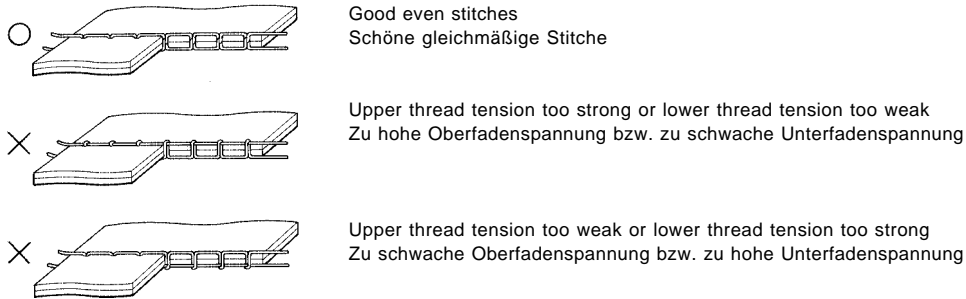 Good even stitches
Schöne gleichmäßige Stitche
Upper thread tension too strong or lower thread tension too weak
Zu hohe Oberfadenspannung bzw. zu schwache Unterfadenspannung
Upper thread tension too weak or lower thread tension too strong
Zu schwache Oberfadenspannung bzw. zu hohe Unterfadenspannung